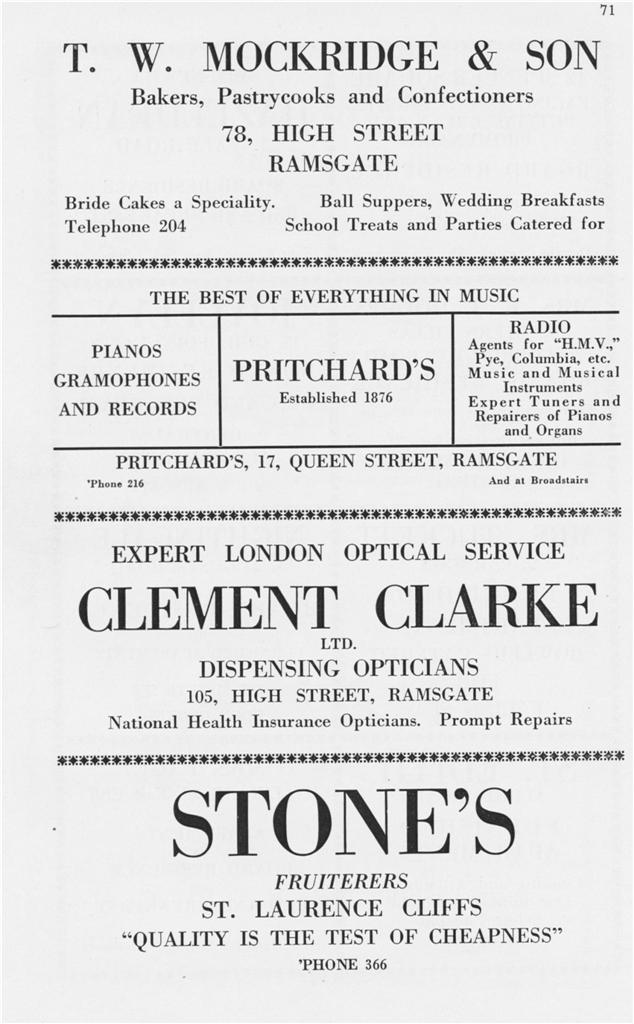 71
T. W. MOCKRIDGE & SON
Bakers, Pastrycooks and Confectioners
78, HIGH STREET
RAMSGATE
Bride Cakes a Speciality. Ball Suppers, Wedding Breakfasts
Telephone 204 School Treats and Parties Catered for
THE BEST OF EVERYTHING IN MUSIC
PIANOS
GRAMOPHONES
AND RECORDS
PRITCHARD'S
Established 1876
RADIO
Agents for "H.M.V.,"
Pye, Columbia, etc.
Music and Musical
Instruments
Expert Tuners and
Repairers of Pianos
and Organs
PRITCHARD'S, 17, QUEEN STREET, RAMSGATE
'Phone 216 And at Broadstairs
EXPERT LONDON OPTICAL SERVICE
CLEMENT CLARKE
LTD.
DISPENSING OPTICIANS
105, HIGH STREET, RAMSGATE
National Health Insurance Opticians. Prompt Repairs
STONE'S
FRUITERERS
ST. LAURENCE CLIFFS
"QUALITY IS THE TEST OF CHEAPNESS"
'PHONE 366